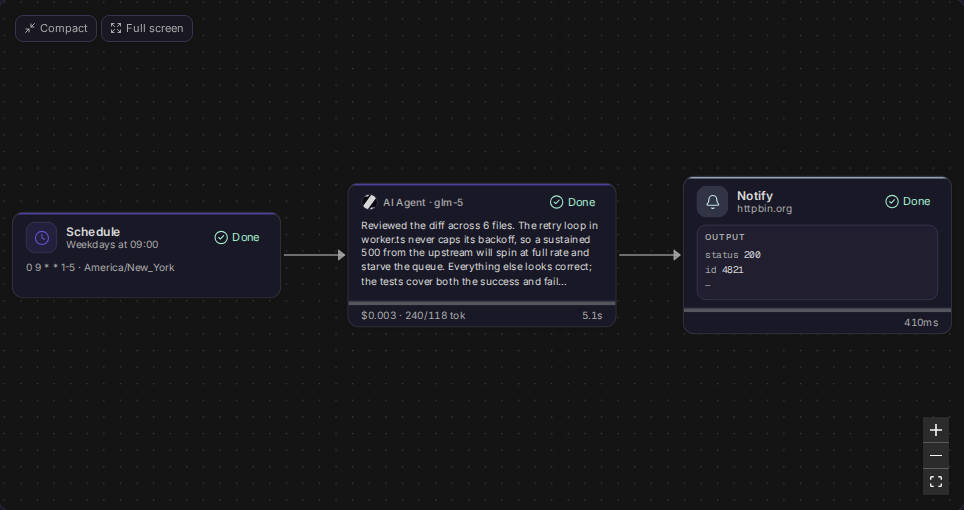 Compact
Full screen
Schedule
Weekdays at 09:00
Done
0 9 * * 1-5 · America/New_York
AI Agent · glm-5
Done
Reviewed the diff across 6 files. The retry loop in
worker.ts never caps its backoff, so a sustained
500 from the upstream will spin at full rate and
starve the queue. Everything else looks correct;
the tests cover both the success and fail...
$0.003 · 240/118 tok
5.1s
Notify
httpbin.org
Done
OUTPUT
status 200
id 4821
—
410ms